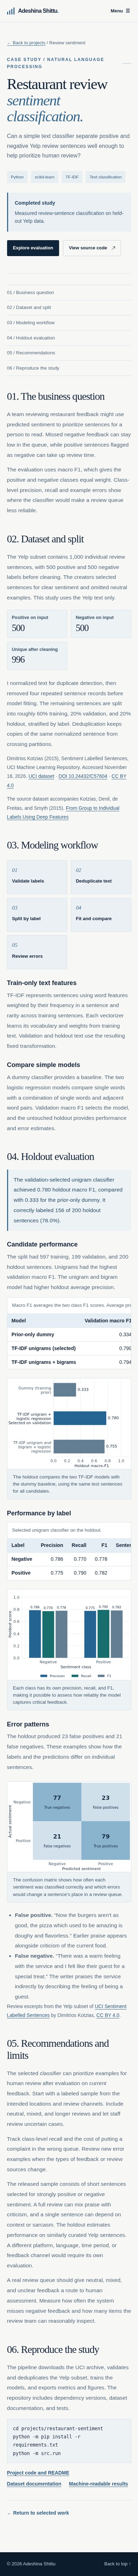 Adeshina Shittu.
Menu
← Back to projects / Review sentiment
CASE STUDY / NATURAL LANGUAGE
PROCESSING
Restaurant review
sentiment
classification.
Can a simple text classifier separate positive and
negative Yelp review sentences well enough to
help prioritize human review?
Python
scikit-learn
TF-IDF
Text classification
Completed study
Measured review-sentence classification on held-
out Yelp data.
Explore evaluation
View source code ↗
01 / Business question
02 / Dataset and split
03 / Modeling workflow
04 / Holdout evaluation
05 / Recommendations
06 / Reproduce the study
01. The business question
A team reviewing restaurant feedback might use
predicted sentiment to prioritize sentences for a
person to read. Missed negative feedback can delay
a case in the queue, while positive sentences flagged
as negative can take up review time.
The evaluation uses macro F1, which gives the
positive and negative classes equal weight. Class-
level precision, recall and example errors show
where the classifier would make a review queue
less reliable.
02. Dataset and split
The Yelp subset contains 1,000 individual review
sentences, with 500 positive and 500 negative
labels before cleaning. The creators selected
sentences for clear sentiment and omitted neutral
examples. This study uses the Yelp text only.
Positive on input
500
Negative on input
500
Unique after cleaning
996
I normalized text for duplicate detection, then
removed four repeated sentence records before
model fitting. The remaining sentences are split
into roughly 60% training, 20% validation, and 20%
holdout, stratified by label. Deduplication keeps
copies of the same normalized sentence from
crossing partitions.
Dimitrios Kotzias (2015), Sentiment Labelled Sentences,
UCI Machine Learning Repository. Accessed November
16, 2026. UCI dataset · DOI 10.24432/C57604 · CC BY
4.0
The source dataset accompanies Kotzias, Denil, de
Freitas, and Smyth (2015), From Group to Individual
Labels Using Deep Features.
03. Modeling workflow
01
Validate labels
02
Deduplicate text
03
Split by label
04
Fit and compare
05
Review errors
Train-only text features
TF-IDF represents sentences using word features
weighted by their frequency in a sentence and
rarity across training sentences. Each vectorizer
learns its vocabulary and weights from training
text. Validation and holdout text use the resulting
fixed transformation.
Compare simple models
A dummy classifier provides a baseline. The two
logistic regression models compare single words
with a combination of single words and adjacent
word pairs. Validation macro F1 selects the model,
and the untouched holdout provides performance
and error estimates.
04. Holdout evaluation
The validation-selected unigram classifier
achieved 0.780 holdout macro F1, compared
with 0.333 for the prior-only dummy. It
correctly labeled 156 of 200 holdout
sentences (78.0%).
Candidate performance
The split had 597 training, 199 validation, and 200
holdout sentences. Unigrams had the highest
validation macro F1. The unigram and bigram
model had higher holdout average precision.
Macro F1 averages the two class F1 scores. Average pre
Model
Validation macro F1
Prior-only dummy
0.334
TF-IDF unigrams (selected)
0.799
TF-IDF unigrams + bigrams
0.794
Dummy (training
prior)
0.333
TF-IDF unigram +
logistic regression
Selected on validation
0.780
TF-IDF unigram and
bigram + logistic
regression
0.755
0.0
0.2
0.4
0.6
0.8
1.0
Holdout macro-F1
The holdout compares the two TF-IDF models with
the dummy baseline, using the same text sentences
for all candidates.
Performance by label
Selected unigram classifier on the holdout.
Label
Precision
Recall
F1
Negative
0.786
0.770
0.778
Positive
0.775
0.790
0.782
Holdout score
0.0
0.2
0.4
0.6
0.8
0.786
0.770
0.778
0.775
0.790
0.782
Negative
Positive
Sentiment class
Precision
Recall
F1
Each class has its own precision, recall, and F1,
making it possible to assess how reliably the model
captures critical feedback.
Error patterns
The holdout produced 23 false positives and 21
false negatives. These examples show how the
labels and the predictions differ on individual
sentences.
Actual sentiment
Negative
Positive
77
True negatives
23
False positives
21
False negatives
79
True positives
Negative
Positive
Predicted sentiment
The confusion matrix shows how often each
sentiment was classified correctly and which errors
would change a sentence's place in a review queue.
• False positive. "Now the burgers aren't as
good, the pizza which used to be amazing is
doughy and flavorless." Earlier praise appears
alongside the current criticism of the food.
• False negative. "There was a warm feeling
with the service and I felt like their guest for a
special treat." The writer praises the service
by describing the feeling of being a guest.
Review excerpts from the Yelp subset of UCI Sentiment
Labelled Sentences by Dimitrios Kotzias, CC BY 4.0.
05. Recommendations and
limits
The selected classifier can prioritize examples for
human review after evaluation on current
feedback. Start with a labeled sample from the
intended locations and review channels. Include
neutral, mixed, and longer reviews and let users
judge uncertain results.
Track class-level recall and the cost of putting a
complaint in the wrong queue. Review new error
examples when the types of feedback or review
sources change.
The released sample consists of short sentences
selected for strongly positive or negative
sentiment. A full review can mix praise with
criticism, and a single sentence can depend on
context or sarcasm. The holdout estimates
performance on similarly curated Yelp sentences.
A different platform, language, time period, or
trade of feedback would require its own
evaluation.
A real review queue should give neutral, mixed,
and unclear feedback a route to human
assessment. Measure how often the system
misses negative feedback and how many items the
review team can reasonably inspect.
06. Reproduce the study
The pipeline downloads the UCI archive, validates
and deduplicates the Yelp subset, trains the
models, and exports metrics and figures. The
repository includes dependency versions, dataset
documentation, and tests.
cd projects/restaurant-sentiment
python -m pip install -r
requirements.txt
python -m src.run
Project code and README
Dataset documentation
Machine-readable results
← Return to selected work
© 2026 Adeshina Shittu
Back to top ↑